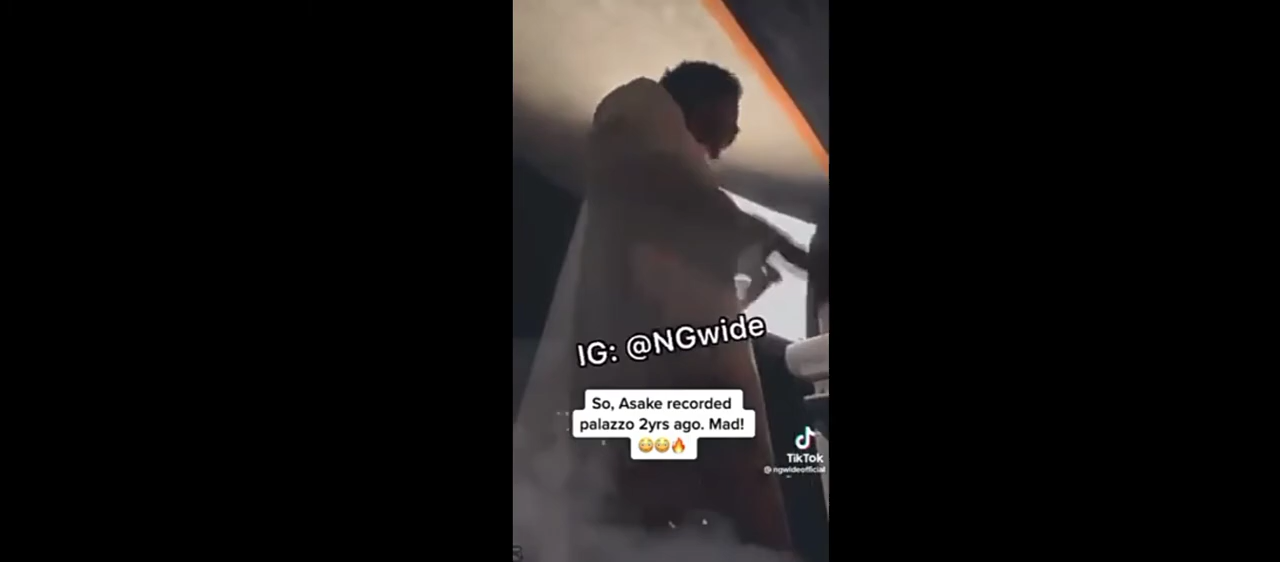 IG: @NGwide
So, Asake recorded
palazzo 2yrs ago. Mad!
😳😳🔥
TikTok
@ngwideofficial